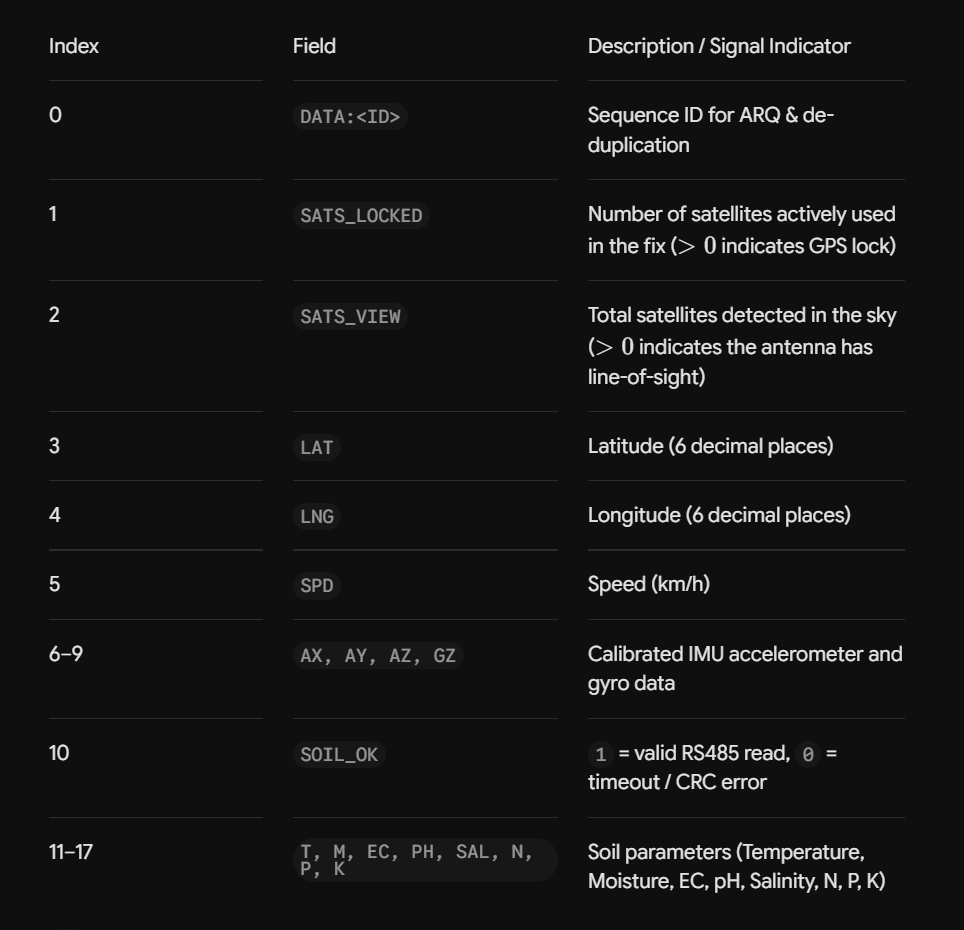 Index Field Description / Signal Indicator
0 DATA:<ID> Sequence ID for ARQ & de-
duplication
1 SATS_LOCKED Number of satellites actively used
in the fix (> 0 indicates GPS lock)
2 SATS_VIEW Total satellites detected in the sky
(> 0 indicates the antenna has
line-of-sight)
3 LAT Latitude (6 decimal places)
4 LNG Longitude (6 decimal places)
5 SPD Speed (km/h)
6–9 AX, AY, AZ, GZ Calibrated IMU accelerometer and
gyro data
10 SOIL_OK 1 = valid RS485 read, 0 =
timeout / CRC error
11–17 T, M, EC, PH, SAL, N, Soil parameters (Temperature,
P, K Moisture, EC, pH, Salinity, N, P, K)